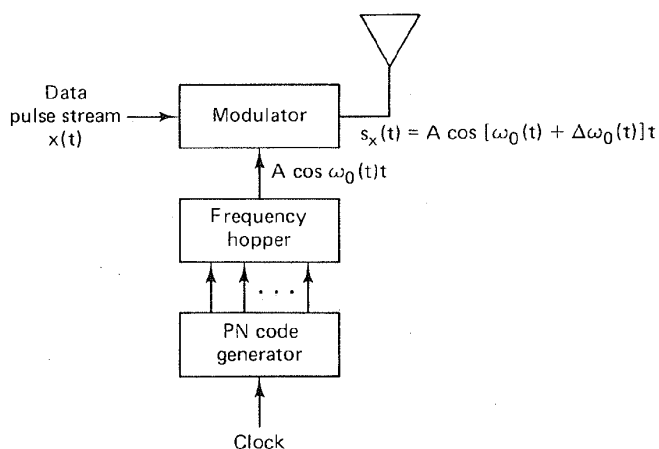 Data
pulse stream
x(t)
Modulator
s_x(t) = A cos [ω_0(t) + Δω_0(t)]t
A cos ω_0(t)t
Frequency
hopper
. . .
PN code
generator
Clock